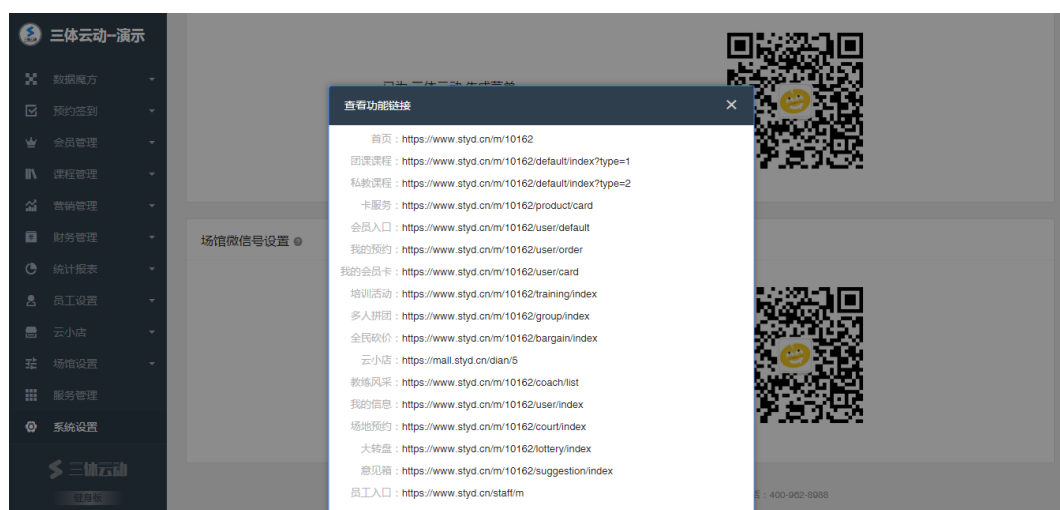 三体云动--演示
数据魔方
预约签到
会员管理
课程管理
营销管理
财务管理
统计报表
员工设置
云小店
场馆设置
服务管理
系统设置
三体云动
健身版
已为 三体云动 生成菜单
场馆微信号设置
查看功能链接
首页：https://www.styd.cn/m/10162
团课课程：https://www.styd.cn/m/10162/default/index?type=1
私教课程：https://www.styd.cn/m/10162/default/index?type=2
卡服务：https://www.styd.cn/m/10162/product/card
会员入口：https://www.styd.cn/m/10162/user/default
我的预约：https://www.styd.cn/m/10162/user/order
我的会员卡：https://www.styd.cn/m/10162/user/card
培训活动：https://www.styd.cn/m/10162/training/index
多人拼团：https://www.styd.cn/m/10162/group/index
全民砍价：https://www.styd.cn/m/10162/bargain/index
云小店：https://mall.styd.cn/dian/5
教练风采：https://www.styd.cn/m/10162/coach/list
我的信息：https://www.styd.cn/m/10162/user/index
场地预约：https://www.styd.cn/m/10162/court/index
大转盘：https://www.styd.cn/m/10162/lottery/index
意见箱：https://www.styd.cn/m/10162/suggestion/index
员工入口：https://www.styd.cn/staff/m
：400-962-8988